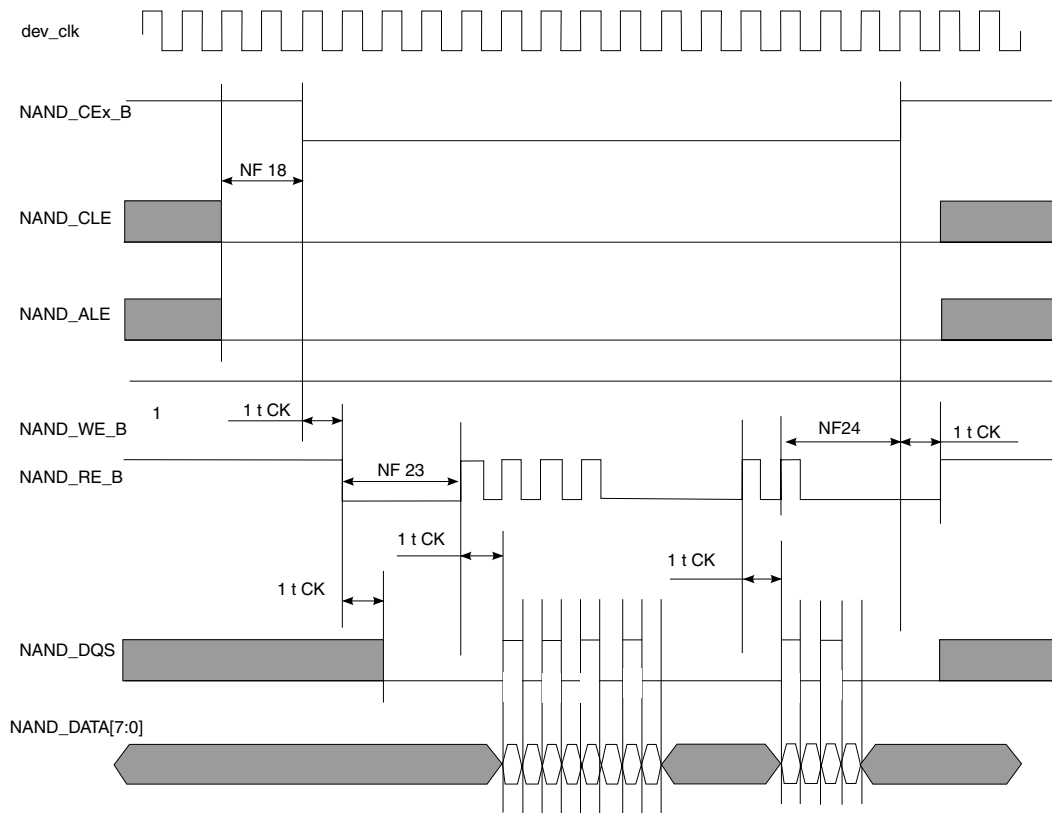 dev_clk
NAND_CEx_B
NF 18
NAND_CLE
NAND_ALE
1
1 t CK
NAND_WE_B
NF24
1 t CK
NAND_RE_B
NF 23
1 t CK
1 t CK
1 t CK
NAND_DQS
NAND_DATA[7:0]